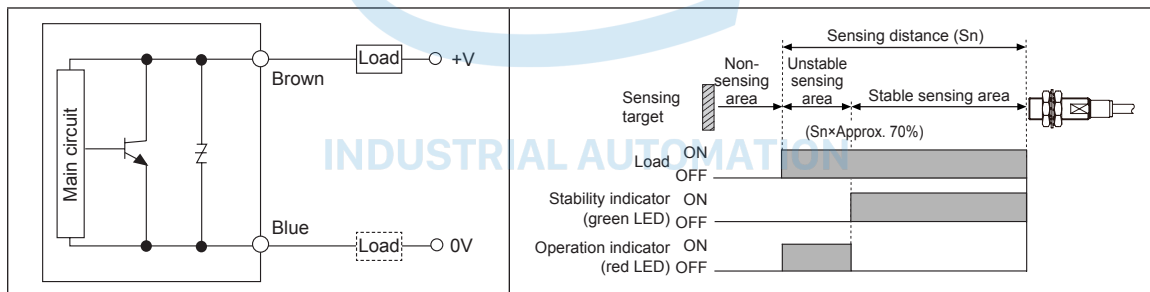 Main circuit
Brown
Load
+V
Blue
Load
0V
INDUSTRIAL AUTOMATION
Sensing distance (Sn)
Non-
sensing
area
Unstable
sensing
area
Stable sensing area
Sensing
target
(Sn×Approx. 70%)
Load
ON
OFF
Stability indicator
(green LED)
ON
OFF
Operation indicator
(red LED)
ON
OFF